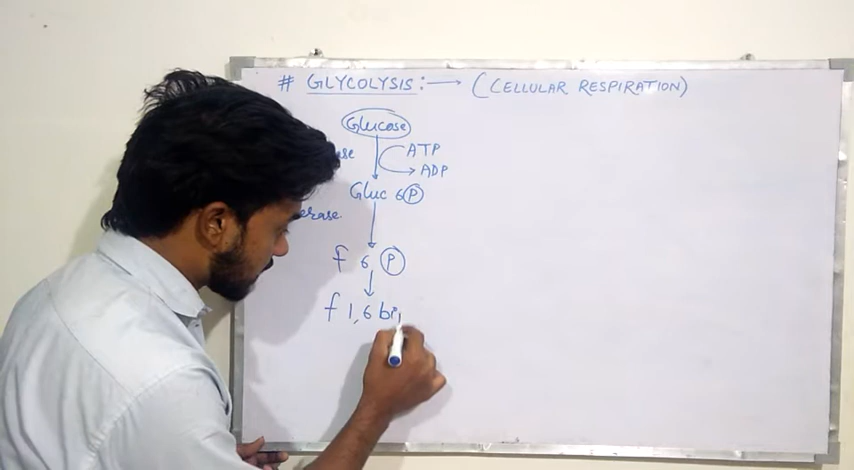 # GLYCOLYSIS: → (CELLULAR RESPIRATION)
Glucose
ATP
ADP
Gluc 6 P
f 6 P
f 1,6 bi